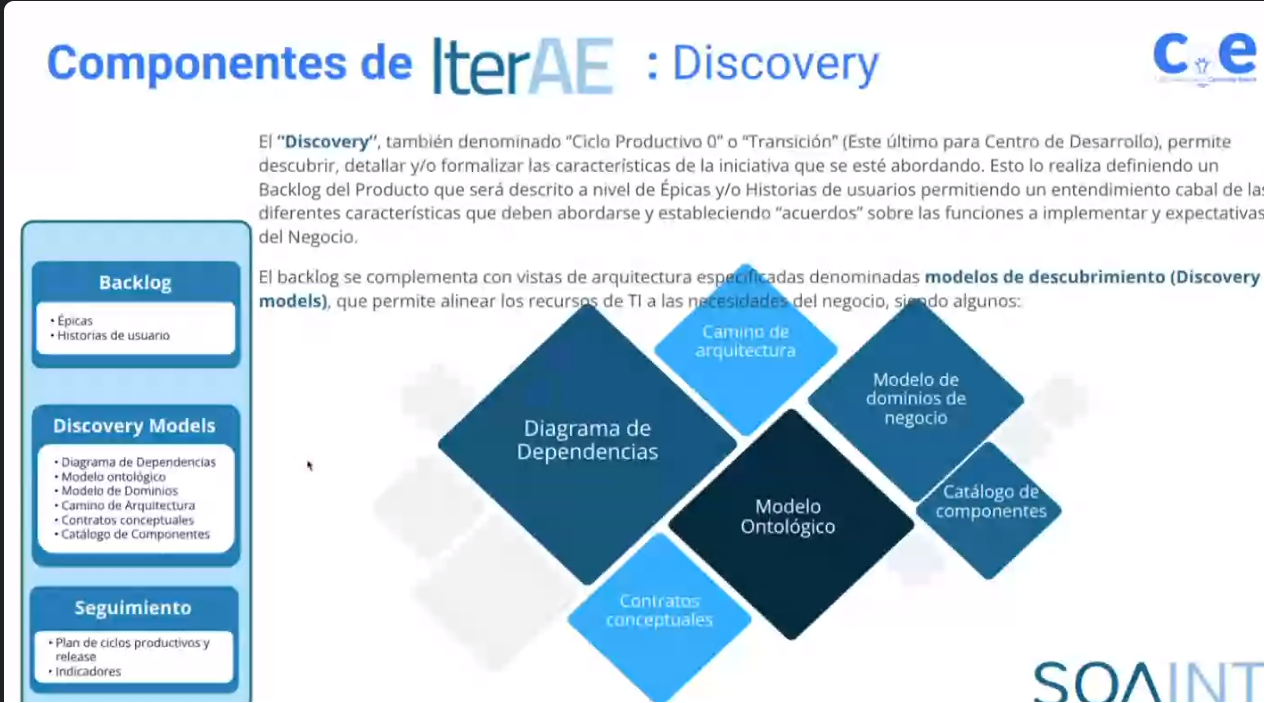 Componentes de IterAE : Discovery
c e
El “Discovery”, también denominado “Ciclo Productivo 0” o “Transición” (Este último para Centro de Desarrollo), permite
descubrir, detallar y/o formalizar las características de la iniciativa que se esté abordando. Esto lo realiza definiendo un
Backlog del Producto que será descrito a nivel de Épicas y/o Historias de usuarios permitiendo un entendimiento cabal de las
diferentes características que deben abordarse y estableciendo “acuerdos” sobre las funciones a implementar y expectativas
del Negocio.
El backlog se complementa con vistas de arquitectura especificadas denominadas modelos de descubrimiento (Discovery
models), que permite alinear los recursos de TI a las necesidades del negocio, siendo algunos:
Backlog
• Épicas
• Historias de usuario
Discovery Models
• Diagrama de Dependencias
• Modelo ontológico
• Modelo de Dominios
• Camino de Arquitectura
• Contratos conceptuales
• Catálogo de Componentes
Seguimiento
• Plan de ciclos productivos y
release
• Indicadores
Diagrama de
Dependencias
Camino de
arquitectura
Modelo de
dominios de
negocio
Modelo
Ontológico
Catálogo de
componentes
Contratos
conceptuales
SOAINT